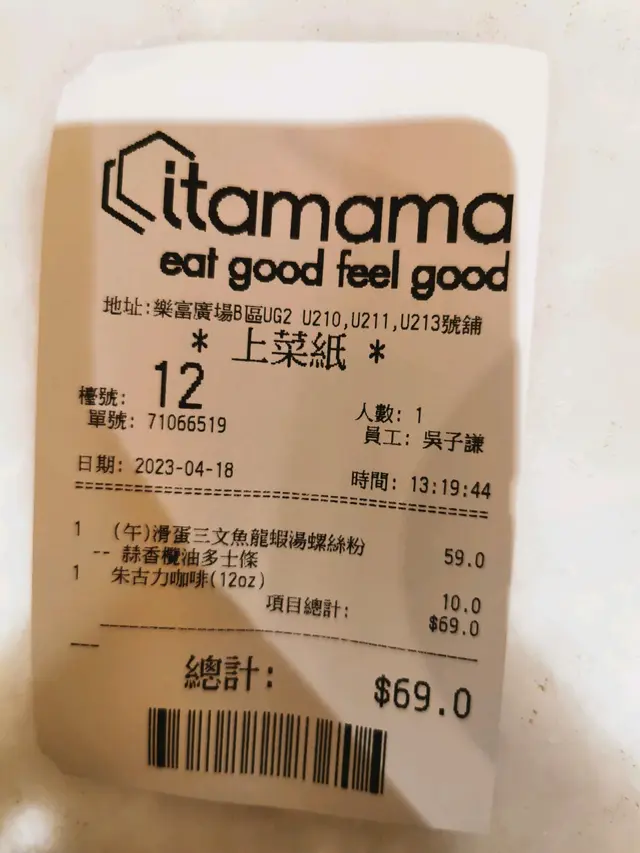 itamama
eat good feel good
地址:樂富廣場B區UG2 U210,U211,U213號舖
* 上菜紙 *
檯號: 12
人數: 1
單號: 71066519
員工: 吳子謙
日期: 2023-04-18
時間: 13:19:44
1 (午)滑蛋三文魚龍蝦湯螺絲粉 59.0
-- 蒜香欖油多士條
1 朱古力咖啡(12oz) 10.0
項目總計: $69.0
總計: $69.0